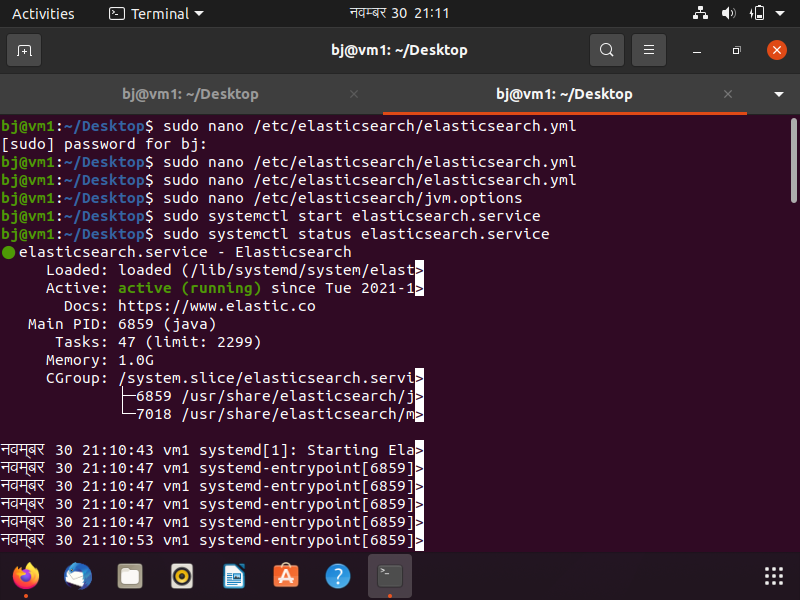 Activities Terminal नवम्बर 30 21:11
bj@vm1: ~/Desktop
bj@vm1: ~/Desktop bj@vm1: ~/Desktop
bj@vm1:~/Desktop$ sudo nano /etc/elasticsearch/elasticsearch.yml
[sudo] password for bj:
bj@vm1:~/Desktop$ sudo nano /etc/elasticsearch/elasticsearch.yml
bj@vm1:~/Desktop$ sudo nano /etc/elasticsearch/elasticsearch.yml
bj@vm1:~/Desktop$ sudo nano /etc/elasticsearch/jvm.options
bj@vm1:~/Desktop$ sudo systemctl start elasticsearch.service
bj@vm1:~/Desktop$ sudo systemctl status elasticsearch.service
● elasticsearch.service - Elasticsearch
Loaded: loaded (/lib/systemd/system/elast>
Active: active (running) since Tue 2021-1>
Docs: https://www.elastic.co
Main PID: 6859 (java)
Tasks: 47 (limit: 2299)
Memory: 1.0G
CGroup: /system.slice/elasticsearch.servi>
├─6859 /usr/share/elasticsearch/j>
└─7018 /usr/share/elasticsearch/m>
नवम्बर 30 21:10:43 vm1 systemd[1]: Starting Ela>
नवम्बर 30 21:10:47 vm1 systemd-entrypoint[6859]>
नवम्बर 30 21:10:47 vm1 systemd-entrypoint[6859]>
नवम्बर 30 21:10:47 vm1 systemd-entrypoint[6859]>
नवम्बर 30 21:10:47 vm1 systemd-entrypoint[6859]>
नवम्बर 30 21:10:53 vm1 systemd-entrypoint[6859]>